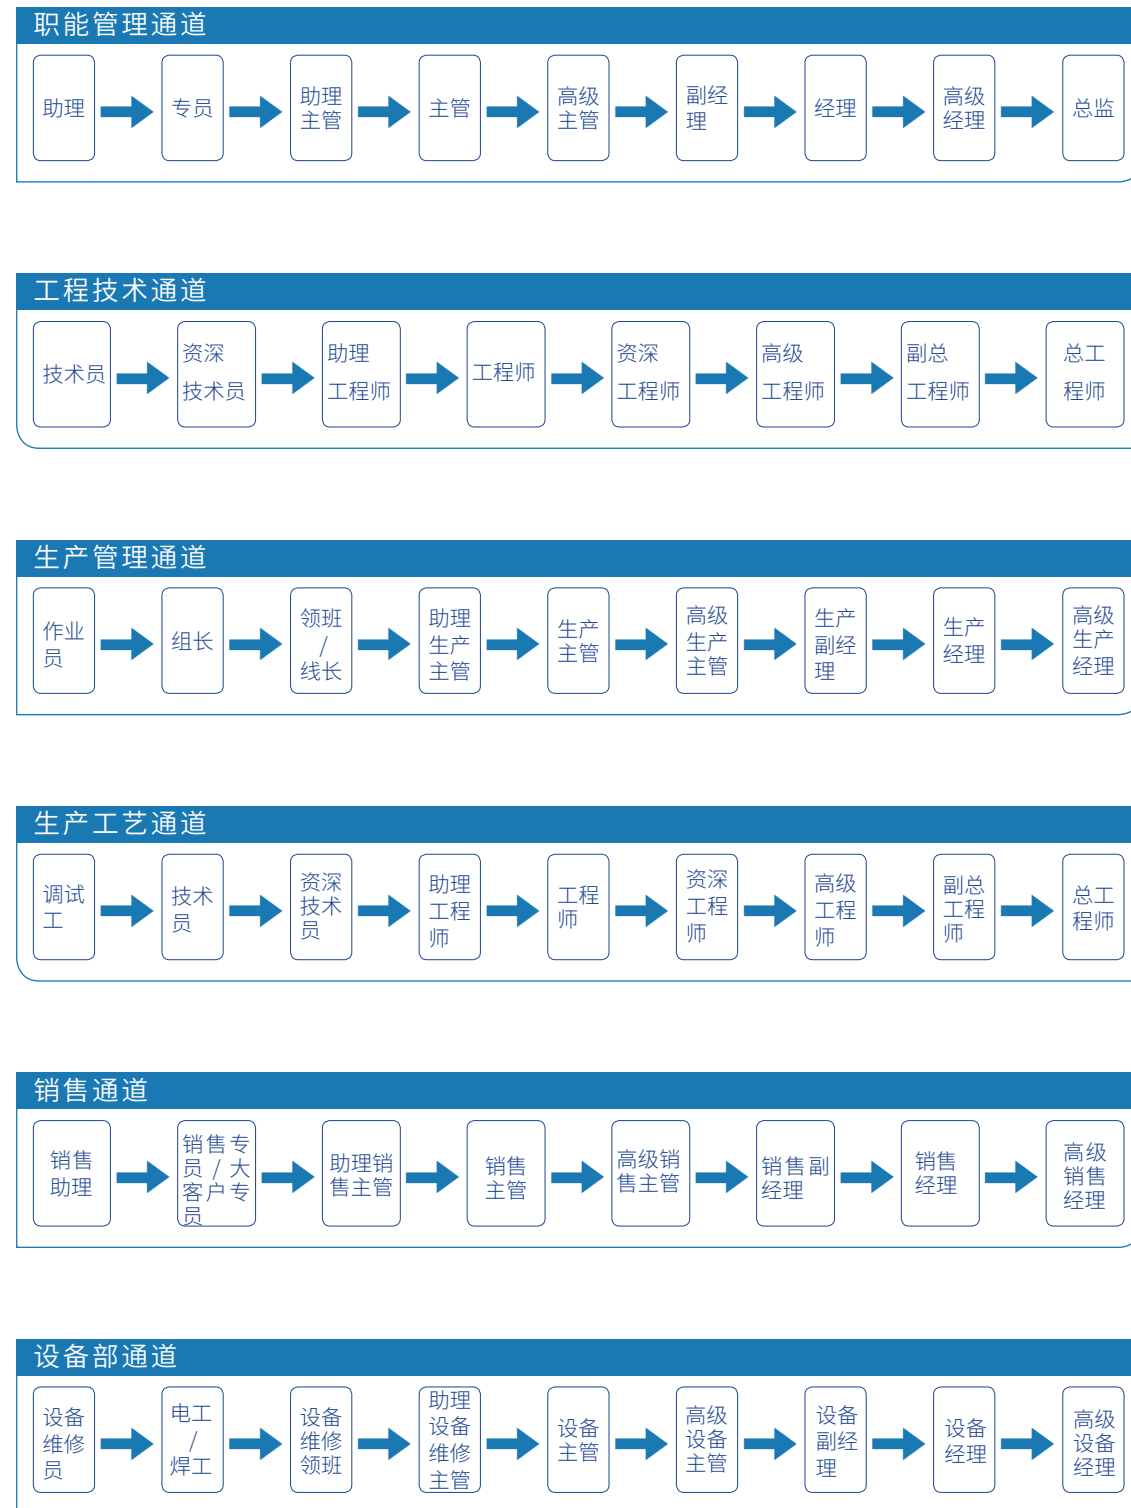 职能管理通道
助理
专员
助理
主管
主管
高级
主管
副经
理
经理
高级
经理
总监
工程技术通道
技术员
资深
技术员
助理
工程师
工程师
资深
工程师
高级
工程师
副总
工程师
总工
程师
生产管理通道
作业
员
组长
领班
/
线长
助理
生产
主管
生产
主管
高级
生产
主管
生产
副经
理
生产
经理
高级
生产
经理
生产工艺通道
调试
工
技术
员
资深
技术
员
助理
工程
师
工程
师
资深
工程
师
高级
工程
师
副总
工程
师
总工
程师
销售通道
销售
助理
销售专
员/大
客户专
员
助理销
售主管
销售
主管
高级销
售主管
销售副
经理
销售
经理
高级
销售
经理
设备部通道
设备
维修
员
电工
/
焊工
设备
维修
领班
助理
设备
维修
主管
设备
主管
高级
设备
主管
设备
副经
理
设备
经理
高级
设备
经理